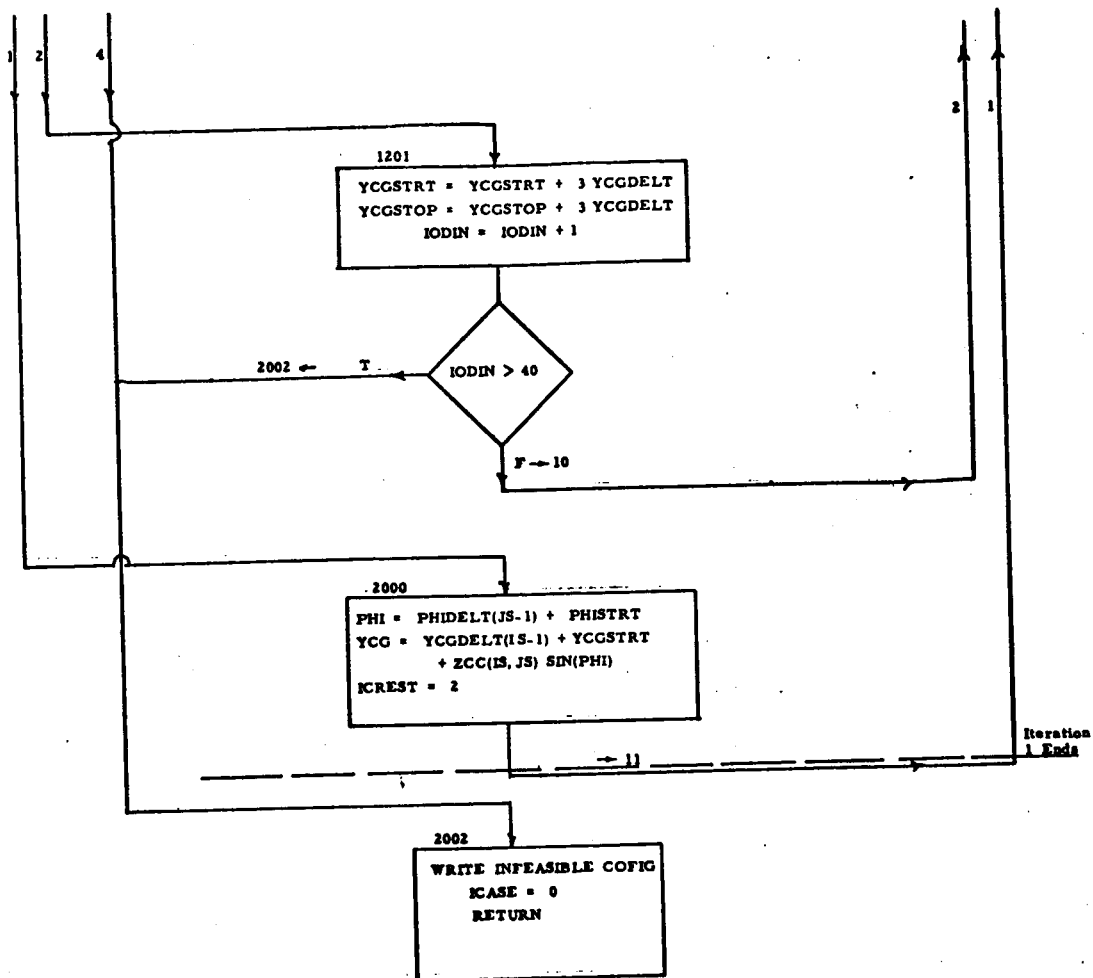 1
2
4
2
1
1201
YCGSTRT = YCGSTRT + 3 YCGDELT
YCGSTOP = YCGSTOP + 3 YCGDELT
IODIN = IODIN + 1
2002 ← T
IODIN > 40
F → 10
2000
PHI = PHIDELT(JS-1) + PHISTRT
YCG = YCGDELT(IS-1) + YCGSTRT
+ ZCC(IS, JS) SIN(PHI)
ICREST = 2
Iteration
1 Ends
→ 11
2002
WRITE INFEASIBLE COFIG
ICASE = 0
RETURN